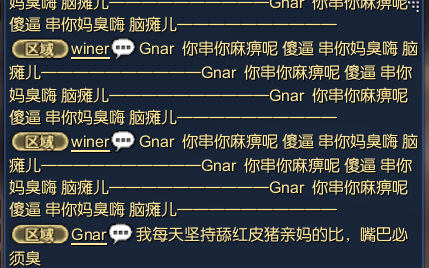 妈臭嗨 脑瘫儿——————————Gnar 你串你麻痹呢
傻逼 串你妈臭嗨 脑瘫儿——————————
区域 winer Gnar 你串你麻痹呢 傻逼 串你妈臭嗨 脑
瘫儿——————————Gnar 你串你麻痹呢 傻逼 串你
妈臭嗨 脑瘫儿——————————Gnar 你串你麻痹呢
傻逼 串你妈臭嗨 脑瘫儿——————————
区域 winer Gnar 你串你麻痹呢 傻逼 串你妈臭嗨 脑
瘫儿——————————Gnar 你串你麻痹呢 傻逼 串你
妈臭嗨 脑瘫儿——————————Gnar 你串你麻痹呢
傻逼 串你妈臭嗨 脑瘫儿——————————
区域 Gnar 我每天坚持舔红皮猪亲妈的比，嘴巴必
须臭